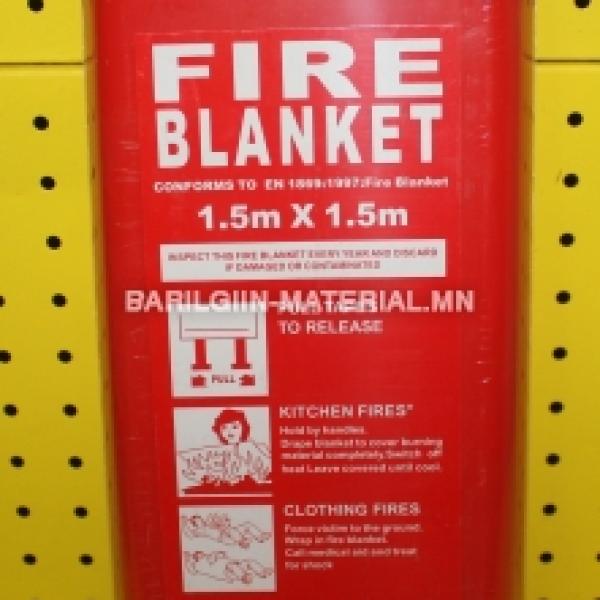 FIRE
BLANKET
CONFORMS TO EN 1869:1997:Fire Blanket
1.5m X 1.5m
INSPECT THIS FIRE BLANKET EVERY YEAR AND DISCARD
IF DAMAGED OR CONTAMINATED
BARILGIIN-MATERIAL.MN
PULL TAPES
TO RELEASE
PULL
KITCHEN FIRES"
Hold by handles.
Drape blanket to cover burning
material completely.Switch off
heat Leave covered until cool.
CLOTHING FIRES
Force victim to the ground.
Wrap in fire blanket.
Call medical aid and treat
for shock